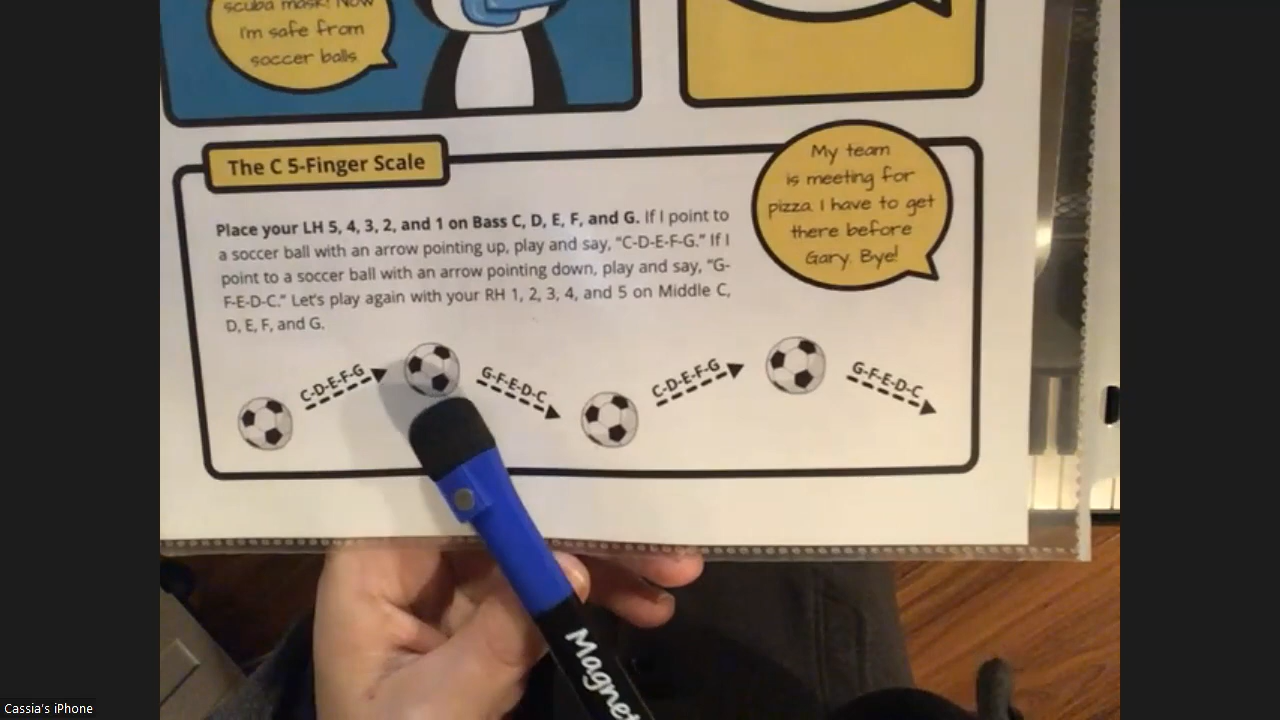 scuba mask! Now
I'm safe from
soccer balls.
The C 5-Finger Scale
My team
is meeting for
pizza. I have to get
there before
Gary. Bye!
Place your LH 5, 4, 3, 2, and 1 on Bass C, D, E, F, and G. If I point to
a soccer ball with an arrow pointing up, play and say, “C-D-E-F-G.” If I
point to a soccer ball with an arrow pointing down, play and say, “G-
F-E-D-C.” Let's play again with your RH 1, 2, 3, 4, and 5 on Middle C,
D, E, F, and G.
C-D-E-F-G
G-F-E-D-C
C-D-E-F-G
G-F-E-D-C
Magnet
Cassia's iPhone